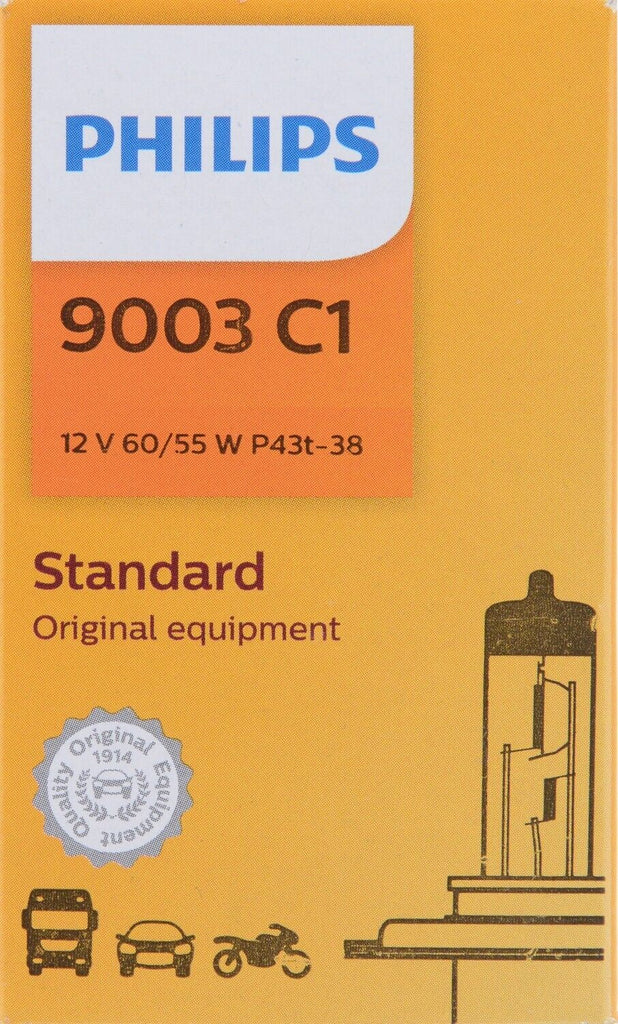 PHILIPS
9003 C1
12 V 60/55 W P43t-38
Standard
Original equipment
Quality Original Equipment
1914